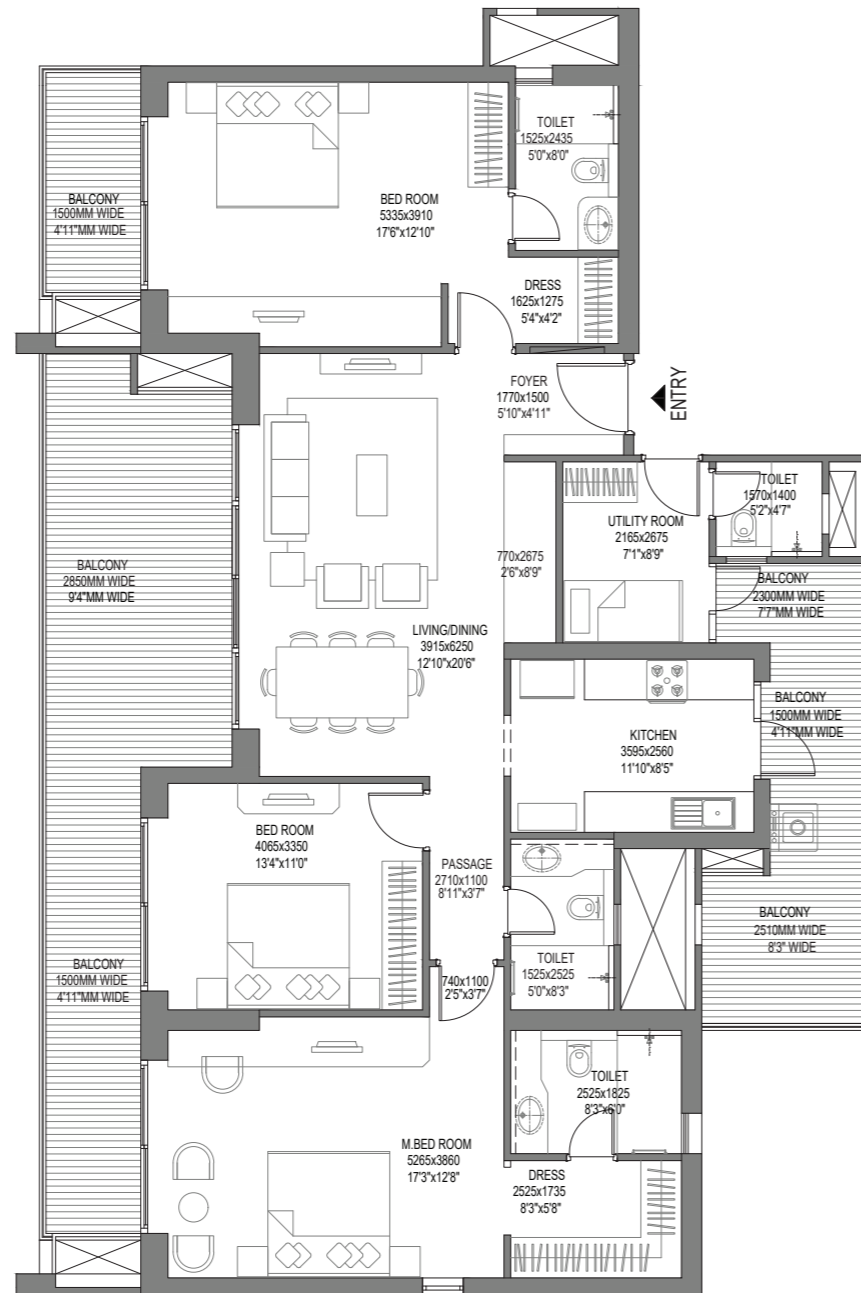 TOILET
1525x2435
5'0"x8'0"
BALCONY
1500MM WIDE
4'11"MM WIDE
BED ROOM
5335x3910
17'6"x12'10"
DRESS
1625x1275
5'4"x4'2"
FOYER
1770x1500
5'10"x4'11"
ENTRY
TOILET
1570x1400
5'2"x4'7"
UTILITY ROOM
2165x2675
7'1"x8'9"
770x2675
2'6"x8'9"
BALCONY
2850MM WIDE
9'4"MM WIDE
BALCONY
2300MM WIDE
7'7"MM WIDE
LIVING/DINING
3915x6250
12'10"x20'6"
BALCONY
1500MM WIDE
4'11"MM WIDE
KITCHEN
3595x2560
11'10"x8'5"
BED ROOM
4065x3350
13'4"x11'0"
PASSAGE
2710x1100
8'11"x3'7"
BALCONY
2510MM WIDE
8'3" WIDE
BALCONY
1500MM WIDE
4'11"MM WIDE
740x1100
2'5"x3'7"
TOILET
1525x2525
5'0"x8'3"
TOILET
2525x1825
8'3"x6'0"
M.BED ROOM
5265x3860
17'3"x12'8"
DRESS
2525x1735
8'3"x5'8"